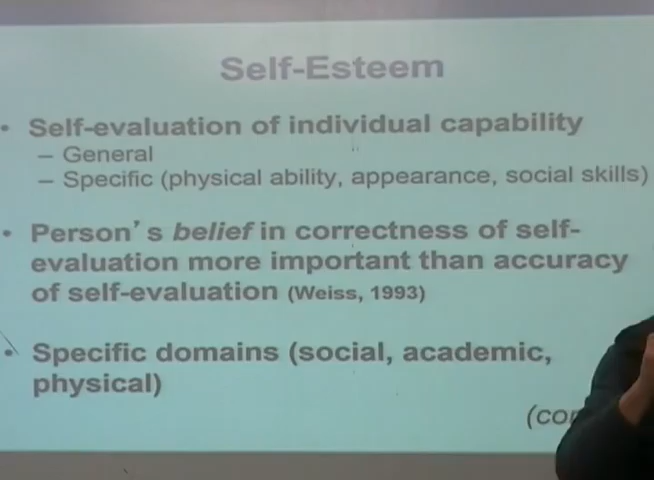 Self-Esteem
• Self-evaluation of individual capability
– General
– Specific (physical ability, appearance, social skills)
• Person's belief in correctness of self-
evaluation more important than accuracy
of self-evaluation (Weiss, 1993)
• Specific domains (social, academic,
physical)